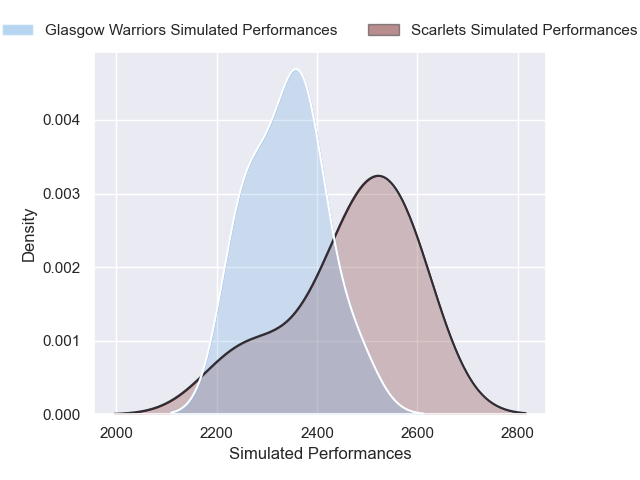 Glasgow Warriors Simulated Performances
Scarlets Simulated Performances
0.004
0.003
0.002
0.001
0.000
Density
2000
2200
2400
2600
2800
Simulated Performances